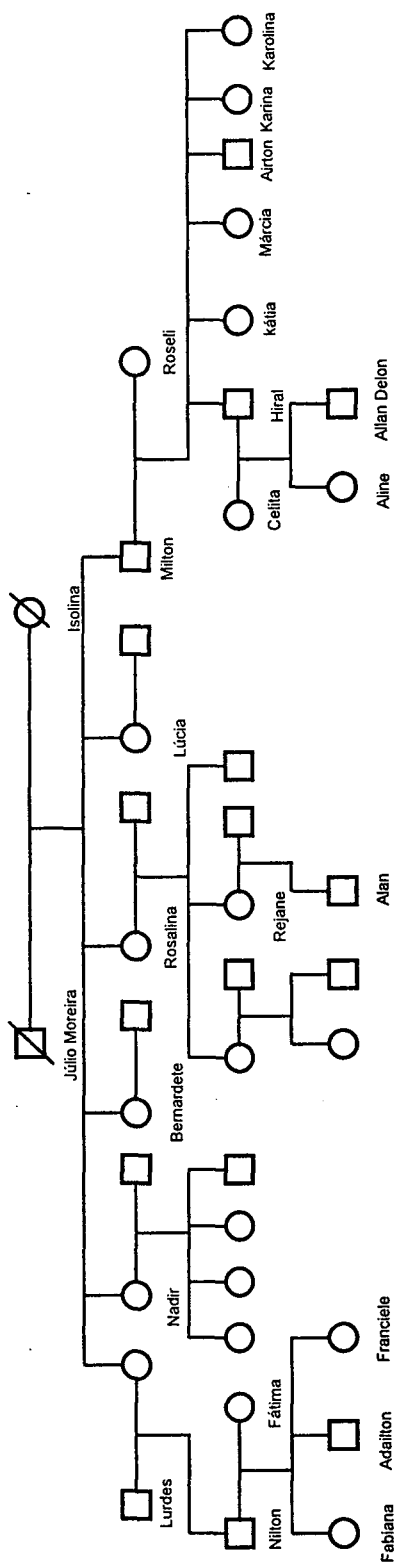 Júlio Moreira
Isolina
Lurdes
Nadir
Bernardete
Rosalina
Lúcia
Milton
Roseli
Nilton
Fátima
Rejane
Celita
Hiral
kátia
Márcia
Airton
Karina
Karolina
Fabiana
Adailton
Franciele
Alan
Aline
Allan Delon